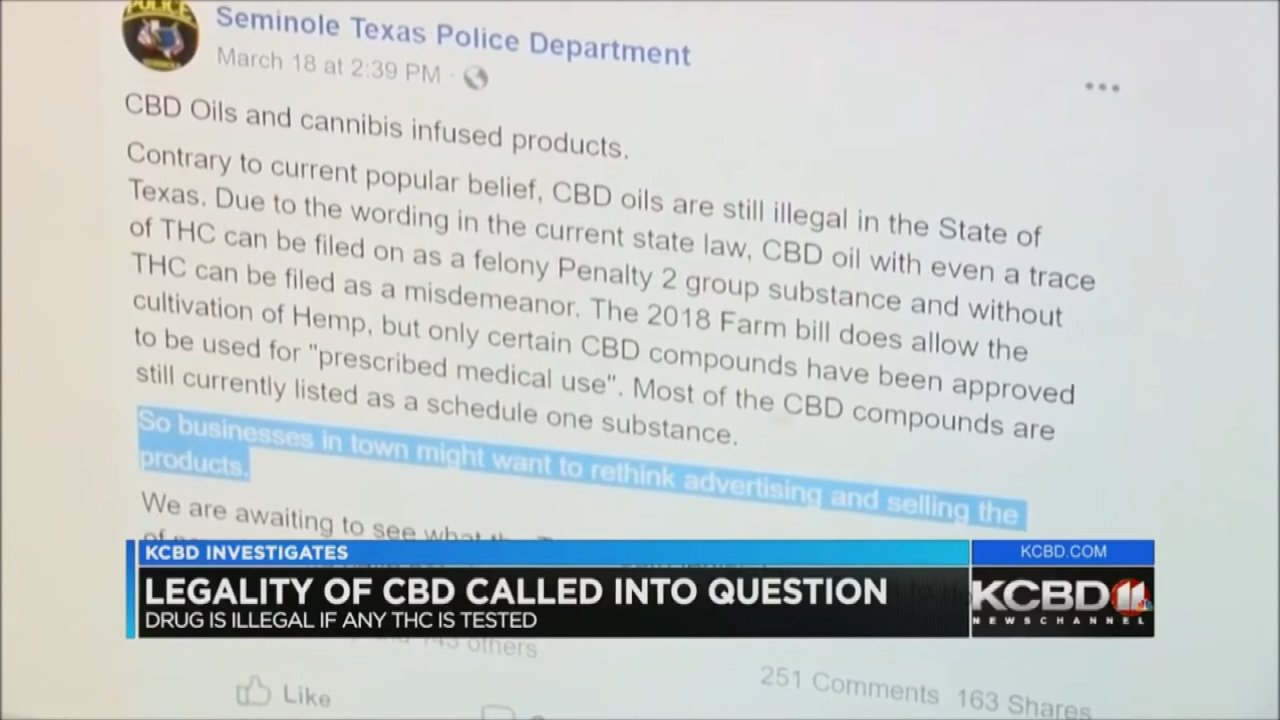 POLICE
Seminole Texas Police Department
March 18 at 2:39 PM ·
CBD Oils and cannibis infused products.
Contrary to current popular belief, CBD oils are still illegal in the State of
Texas. Due to the wording in the current state law, CBD oil with even a trace
of THC can be filed on as a felony Penalty 2 group substance and without
THC can be filed as a misdemeanor. The 2018 Farm bill does allow the
cultivation of Hemp, but only certain CBD compounds have been approved
to be used for "prescribed medical use". Most of the CBD compounds are
still currently listed as a schedule one substance.
So businesses in town might want to rethink advertising and selling the
products.
We are awaiting to see what
of
KCBD INVESTIGATES
KCBD.COM
LEGALITY OF CBD CALLED INTO QUESTION
DRUG IS ILLEGAL IF ANY THC IS TESTED
KCBD 11
NEWSCHANNEL
others
251 Comments 163 Shares
Like